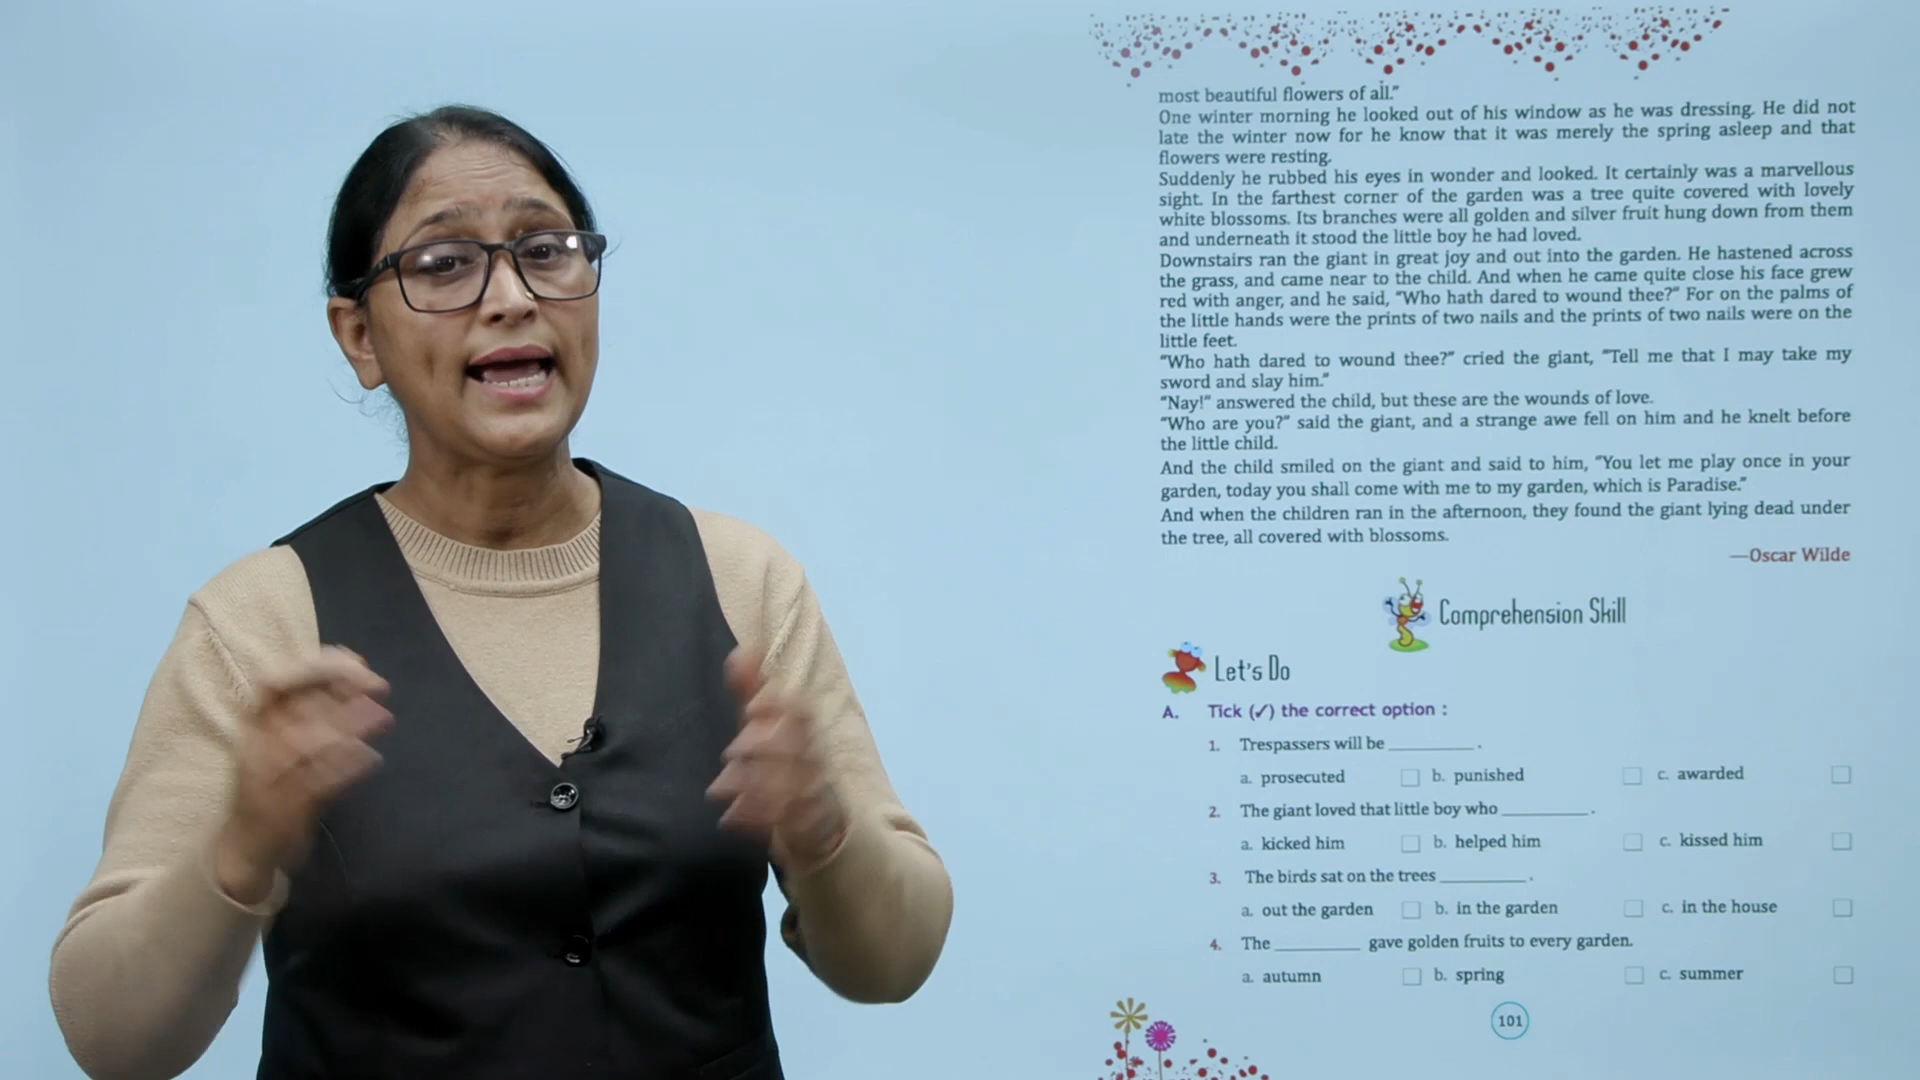 most beautiful flowers of all."
One winter morning he looked out of his window as he was dressing. He did not
late the winter now for he know that it was merely the spring asleep and that
flowers were resting.
Suddenly he rubbed his eyes in wonder and looked. It certainly was a marvellous
sight. In the farthest corner of the garden was a tree quite covered with lovely
white blossoms. Its branches were all golden and silver fruit hung down from them
and underneath it stood the little boy he had loved.
Downstairs ran the giant in great joy and out into the garden. He hastened across
the grass, and came near to the child. And when he came quite close his face grew
red with anger, and he said, "Who hath dared to wound thee?" For on the palms of
the little hands were the prints of two nails and the prints of two nails were on the
little feet.
"Who hath dared to wound thee?" cried the giant, "Tell me that I may take my
sword and slay him."
"Nay!" answered the child, but these are the wounds of love.
"Who are you?" said the giant, and a strange awe fell on him and he knelt before
the little child.
And the child smiled on the giant and said to him, "You let me play once in your
garden, today you shall come with me to my garden, which is Paradise."
And when the children ran in the afternoon, they found the giant lying dead under
the tree, all covered with blossoms.
—Oscar Wilde
Comprehension Skill
Let's Do
A. Tick (✓) the correct option :
1. Trespassers will be __________ .
a. prosecuted b. punished c. awarded
2. The giant loved that little boy who __________ .
a. kicked him b. helped him c. kissed him
3. The birds sat on the trees __________ .
a. out the garden b. in the garden c. in the house
4. The __________ gave golden fruits to every garden.
a. autumn b. spring c. summer
101